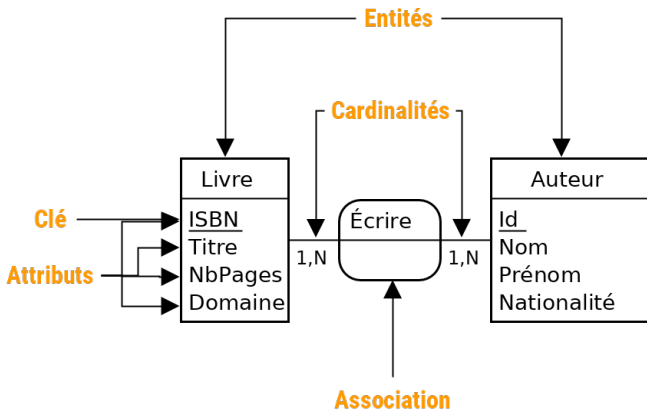 Entités
Cardinalités
Livre
Auteur
Clé
ISBN
Écrire
Id
Titre
1,N
1,N
Nom
Attributs
NbPages
Prénom
Domaine
Nationalité
Association